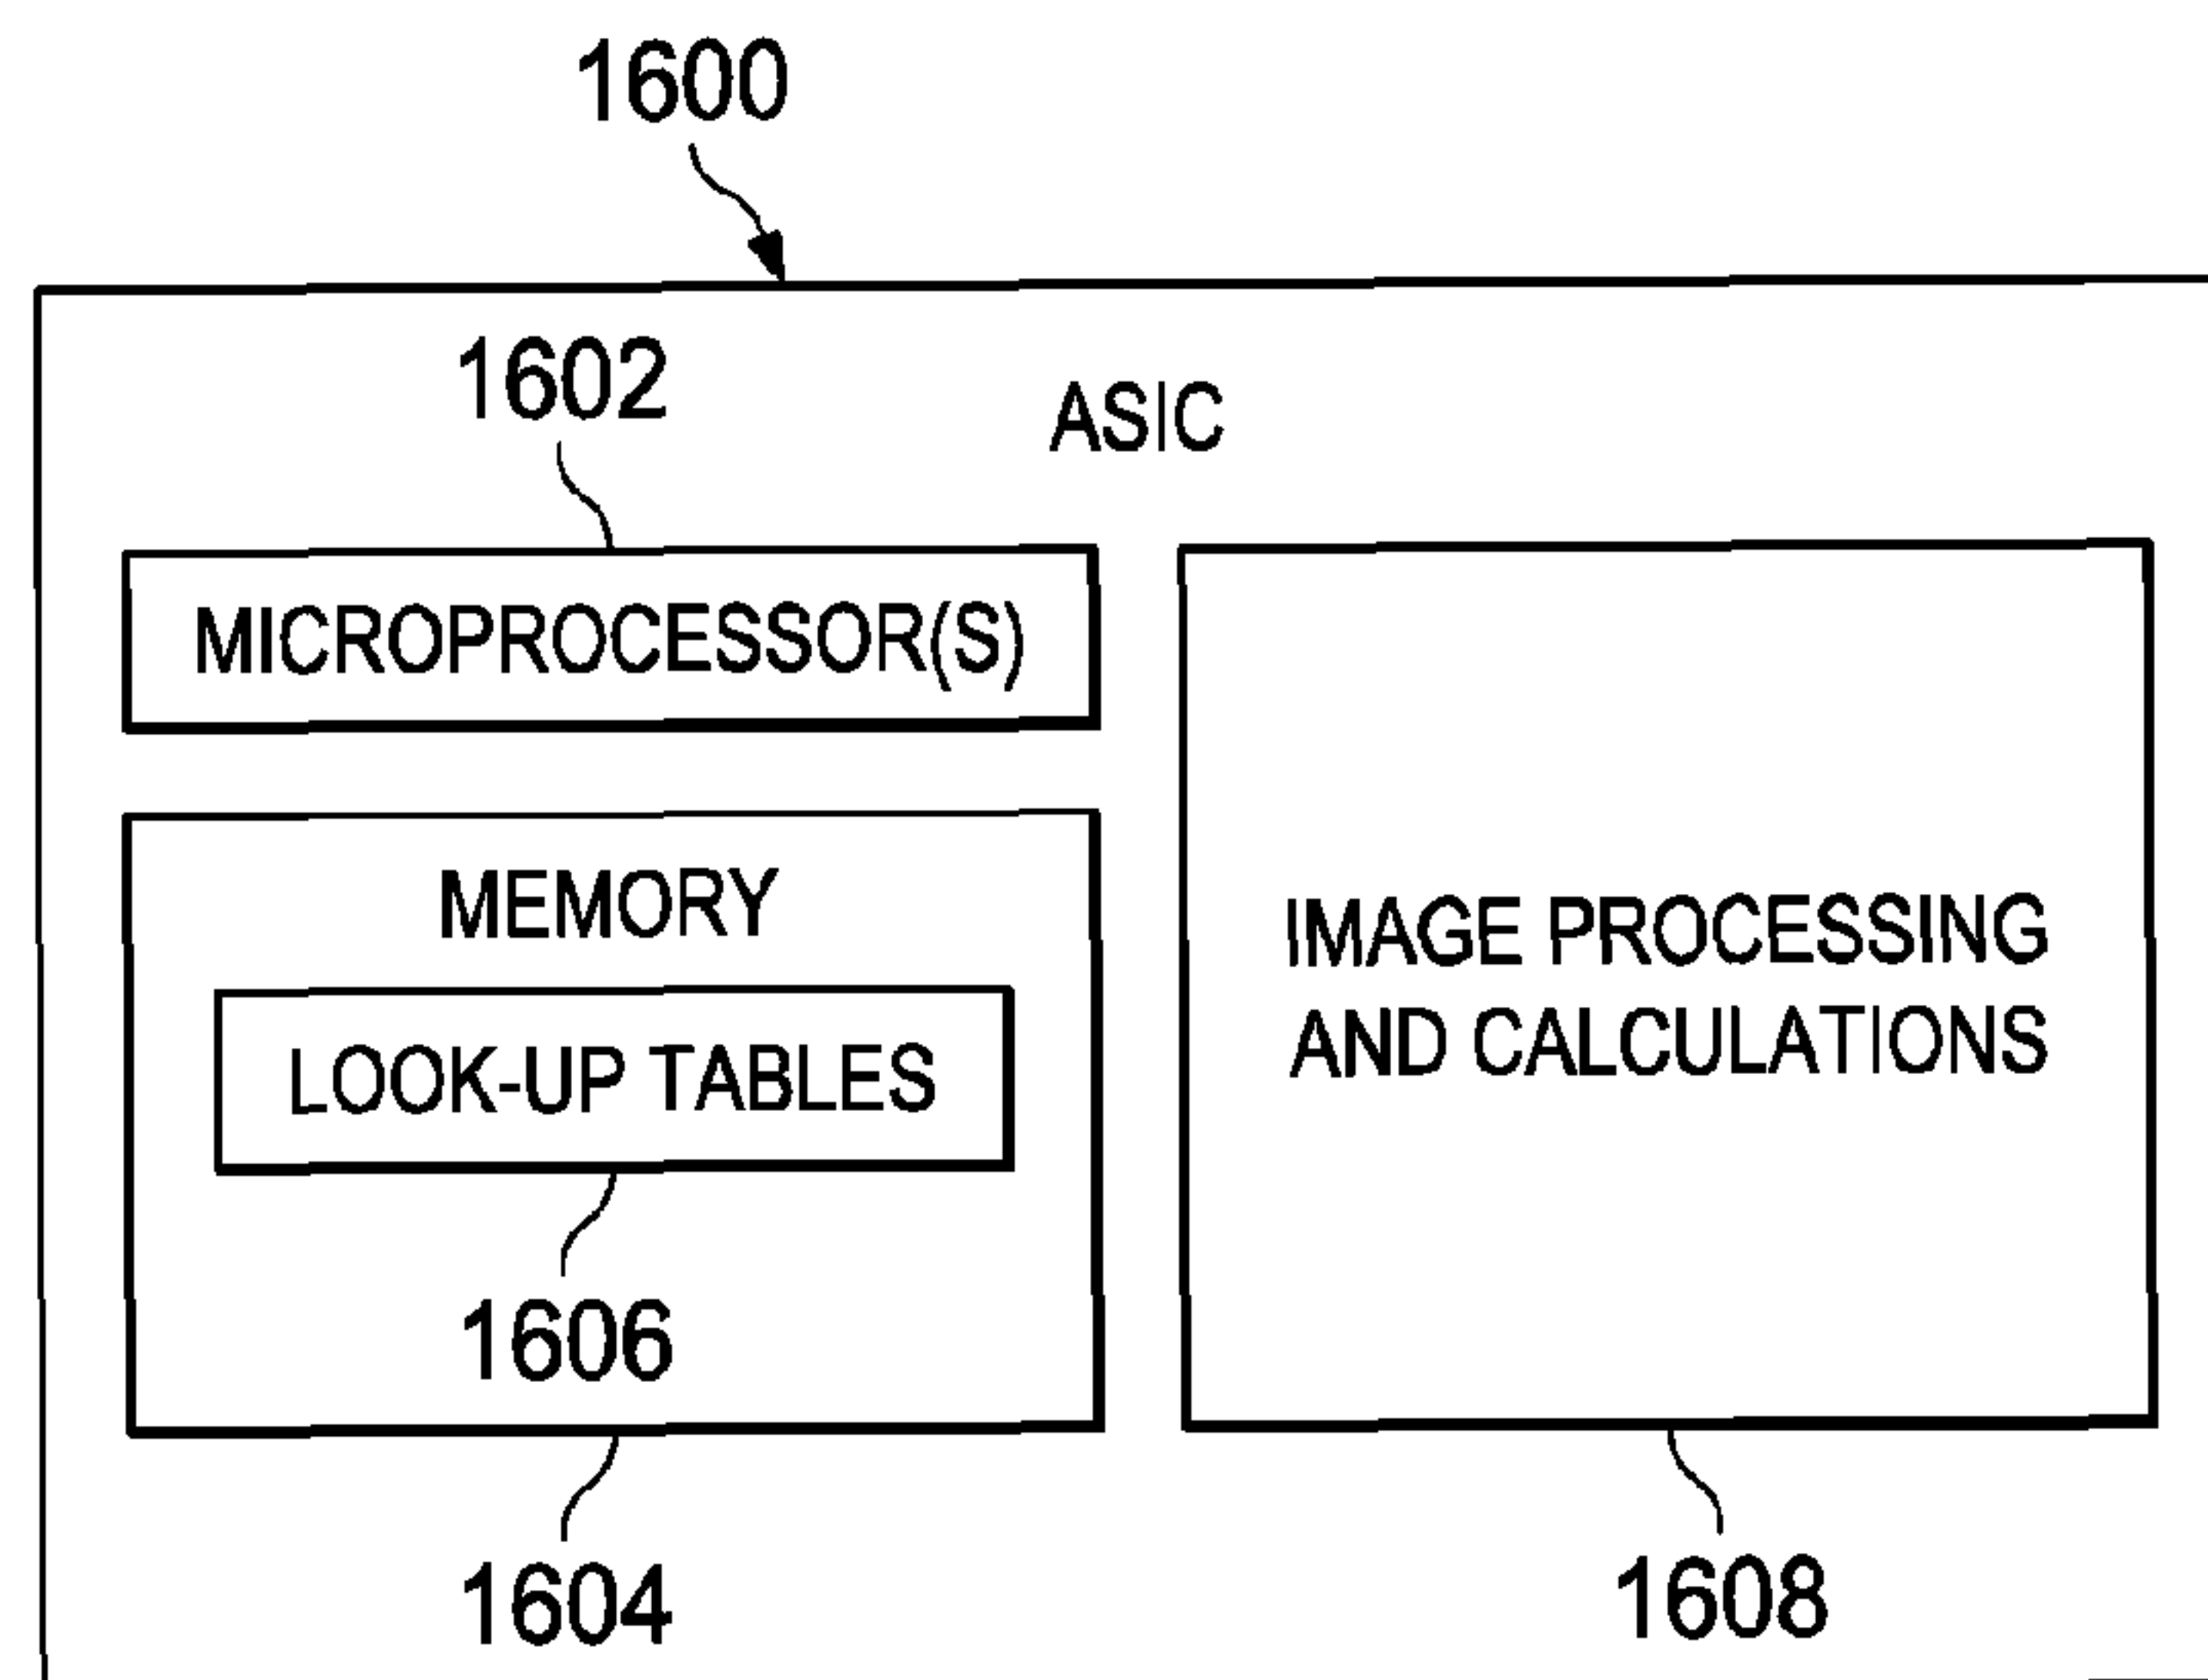 1600
1602
ASIC
MICROPROCESSOR(S)
MEMORY
LOOK-UP TABLES
1606
1604
IMAGE PROCESSING
AND CALCULATIONS
1608